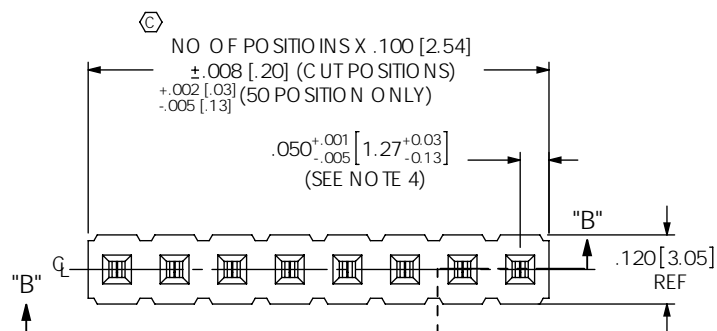 C
NO OF POSITIOINS X .100 [2.54]
±.008 [.20] (CUT POSITIONS)
+.002 [.03]
-.005 [.13] (50 POSITION ONLY)
.050 +.001 -.005 [1.27 +0.03 -0.13]
(SEE NOTE 4)
"B"
.120 [3.05]
REF
CL
"B"